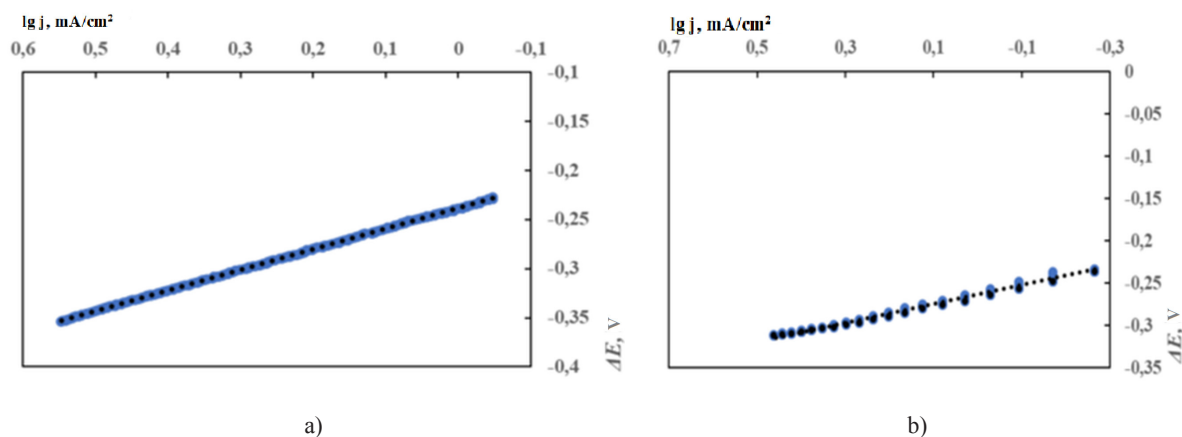 lg j, mA/cm²
0,6 0,5 0,4 0,3 0,2 0,1 0 -0,1
-0,1
-0,15
-0,2
-0,25
-0,3
-0,35
-0,4
ΔE, V
a)
lg j, mA/cm²
0,7 0,5 0,3 0,1 -0,1 -0,3
0
-0,05
-0,1
-0,15
-0,2
-0,25
-0,3
-0,35
ΔE, V
b)